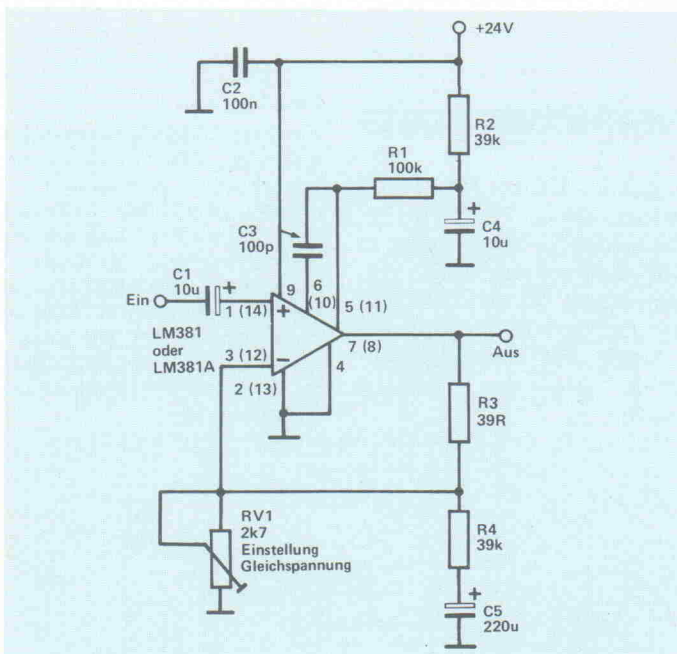 +24V
C2
100n
R2
39k
R1
100k
C3
100p
C4
10u
C1
10u
Ein
1 (14)
9
6
(10)
5 (11)
LM381
oder
LM381A
3 (12)
2 (13)
7 (8)
4
Aus
R3
39R
RV1
2k7
Einstellung
Gleichspannung
R4
39k
C5
220u